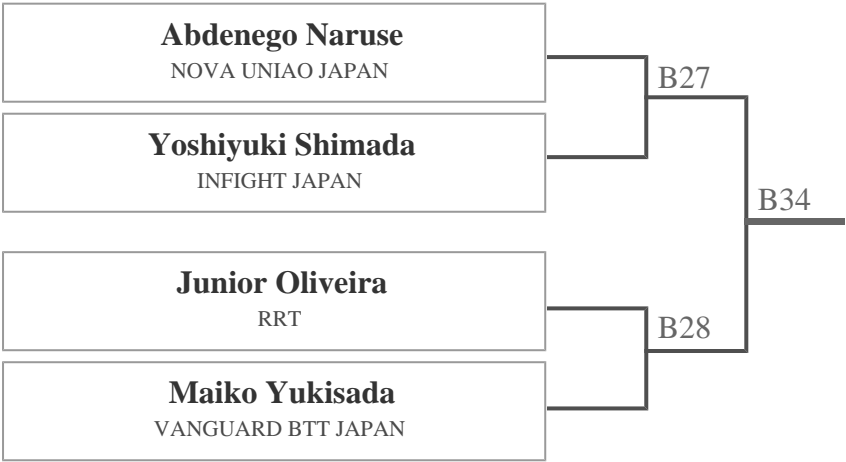 Abdenego Naruse
NOVA UNIAO JAPAN
B27
Yoshiyuki Shimada
INFIGHT JAPAN
B34
Junior Oliveira
RRT
B28
Maiko Yukisada
VANGUARD BTT JAPAN